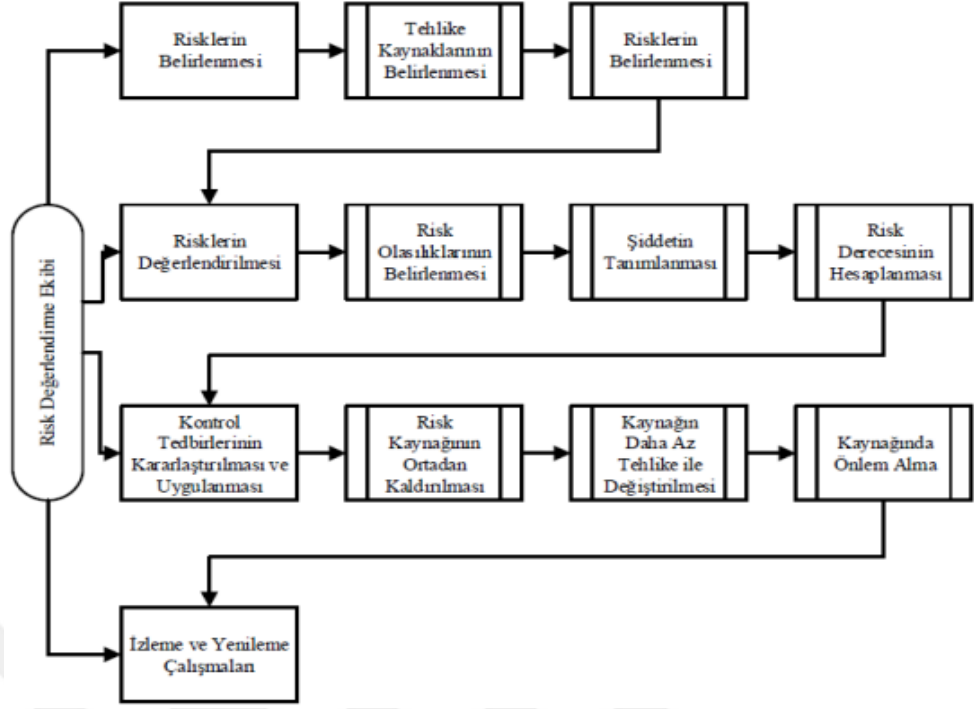 Risklerin
Belirlenmesi
Tehlike
Kaynaklarının
Belirlenmesi
Risklerin
Belirlenmesi
Risk Değerlendirme Ekibi
Risklerin
Değerlendirilmesi
Risk
Olasılıklarının
Belirlenmesi
Şiddetin
Tanımlanması
Risk
Derecesinin
Hesaplanması
Kontrol
Tedbirlerinin
Kararlaştırılması ve
Uygulanması
Risk
Kaynağının
Ortadan
Kaldırılması
Kaynağın
Daha Az
Tehlike ile
Değiştirilmesi
Kaynağında
Önlem Alma
İzleme ve Yenileme
Çalışmaları